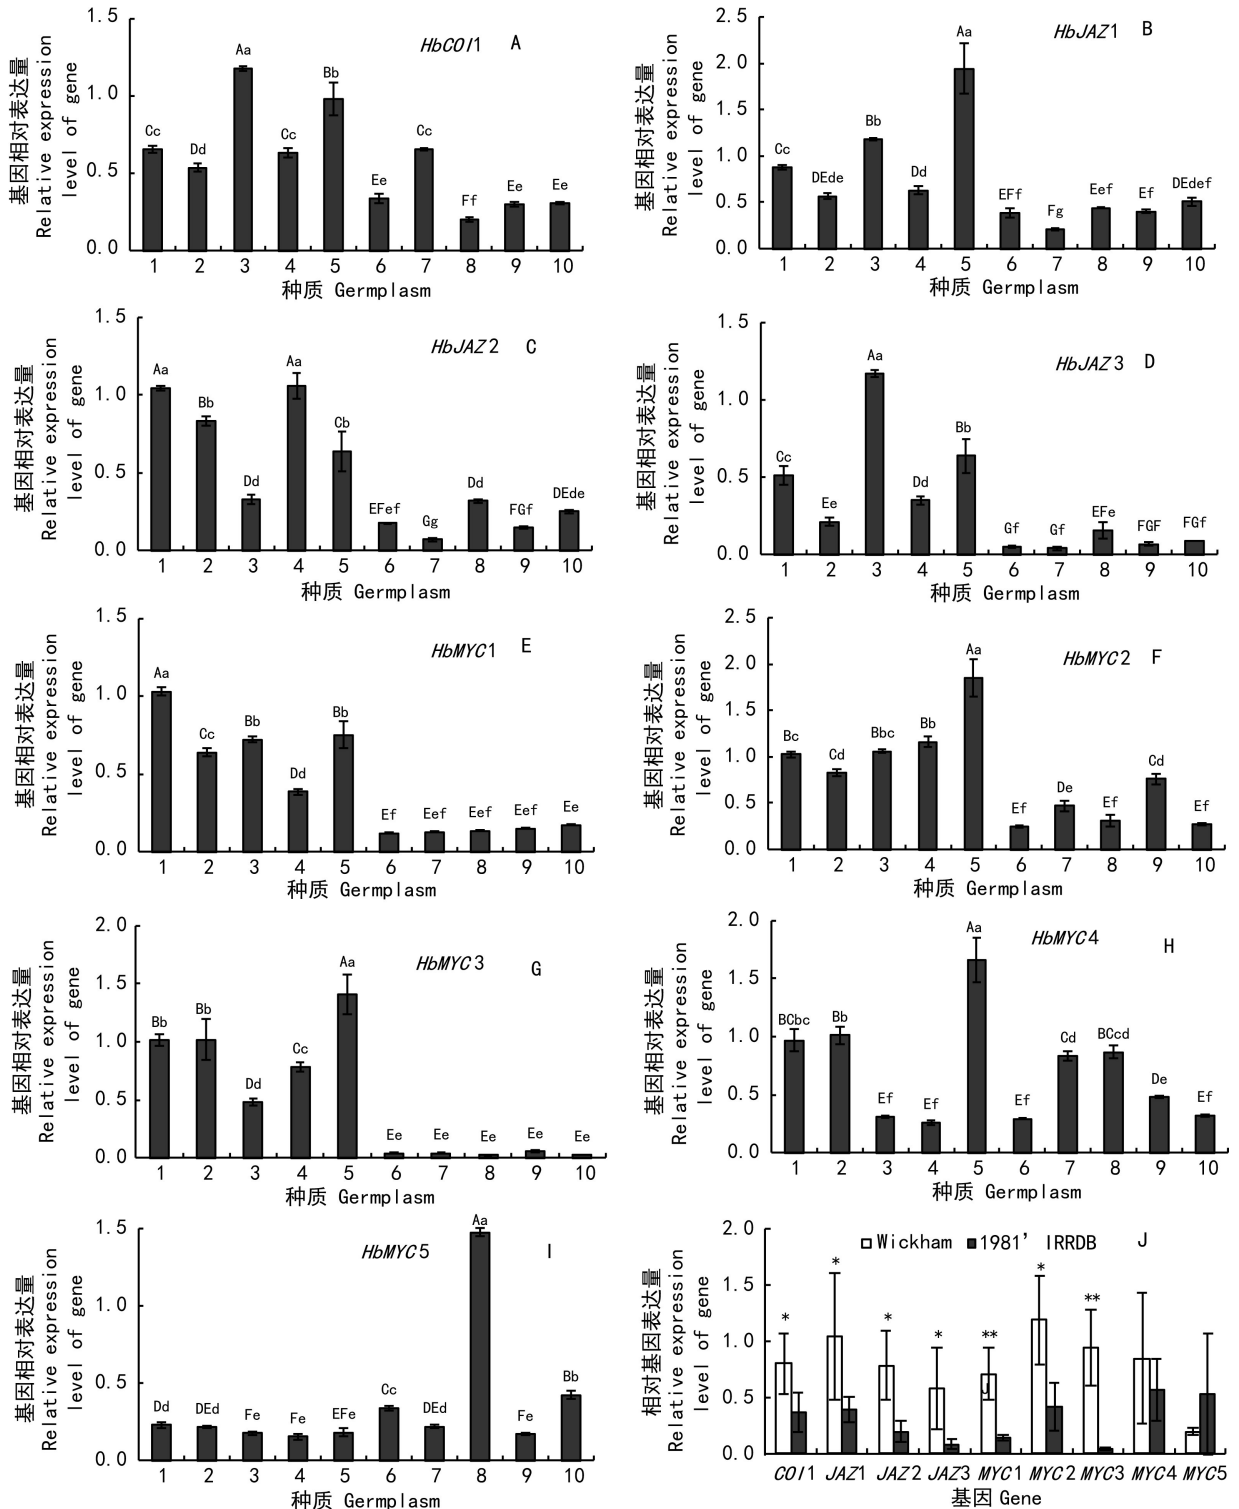 基因相对表达量
Relative expression
level of gene
1.5
1.0
0.5
0.0
HbCOI1 A
Cc Dd Aa Cc Bb Ee Cc Ff Ee Ee
1 2 3 4 5 6 7 8 9 10
种质 Germplasm
基因相对表达量
Relative expression
level of gene
2.5
2.0
1.5
1.0
0.5
0.0
HbJAZ1 B
Cc DEde Bb Dd Aa EFf Fg Eef Ef DEdef
1 2 3 4 5 6 7 8 9 10
种质 Germplasm
基因相对表达量
Relative expression
level of gene
1.5
1.0
0.5
0.0
HbJAZ2 C
Aa Bb Dd Aa Cb EFef Gg Dd FGf DEde
1 2 3 4 5 6 7 8 9 10
种质 Germplasm
基因相对表达量
Relative expression
level of gene
1.5
1.0
0.5
0.0
HbJAZ3 D
Cc Ee Aa Dd Bb Gf Gf EFe FGF FGf
1 2 3 4 5 6 7 8 9 10
种质 Germplasm
基因相对表达量
Relative expression
level of gene
1.5
1.0
0.5
0.0
HbMYC1 E
Aa Cc Bb Dd Bb Ef Eef Eef Eef Ee
1 2 3 4 5 6 7 8 9 10
种质 Germplasm
基因相对表达量
Relative expression
level of gene
2.5
2.0
1.5
1.0
0.5
0.0
HbMYC2 F
Bc Cd Bbc Bb Aa Ef De Ef Cd Ef
1 2 3 4 5 6 7 8 9 10
种质 Germplasm
基因相对表达量
Relative expression
level of gene
2.0
1.5
1.0
0.5
0.0
HbMYC3 G
Bb Bb Dd Cc Aa Ee Ee Ee Ee Ee
1 2 3 4 5 6 7 8 9 10
种质 Germplasm
基因相对表达量
Relative expression
level of gene
2.0
1.5
1.0
0.5
0.0
HbMYC4 H
BCbc Bb Ef Ef Aa Ef Cd BCcd De Ef
1 2 3 4 5 6 7 8 9 10
种质 Germplasm
基因相对表达量
Relative expression
level of gene
1.5
1.0
0.5
0.0
HbMYC5 I
Dd DEd Fe Fe EFe Cc DEd Aa Fe Bb
1 2 3 4 5 6 7 8 9 10
种质 Germplasm
相对基因表达量
Relative expression
level of gene
2.0
1.5
1.0
0.5
0.0
Wickham 1981' IRRDB J
* * * * ** * **
J
COI1 JAZ1 JAZ2 JAZ3 MYC1 MYC2 MYC3 MYC4 MYC5
基因 Gene